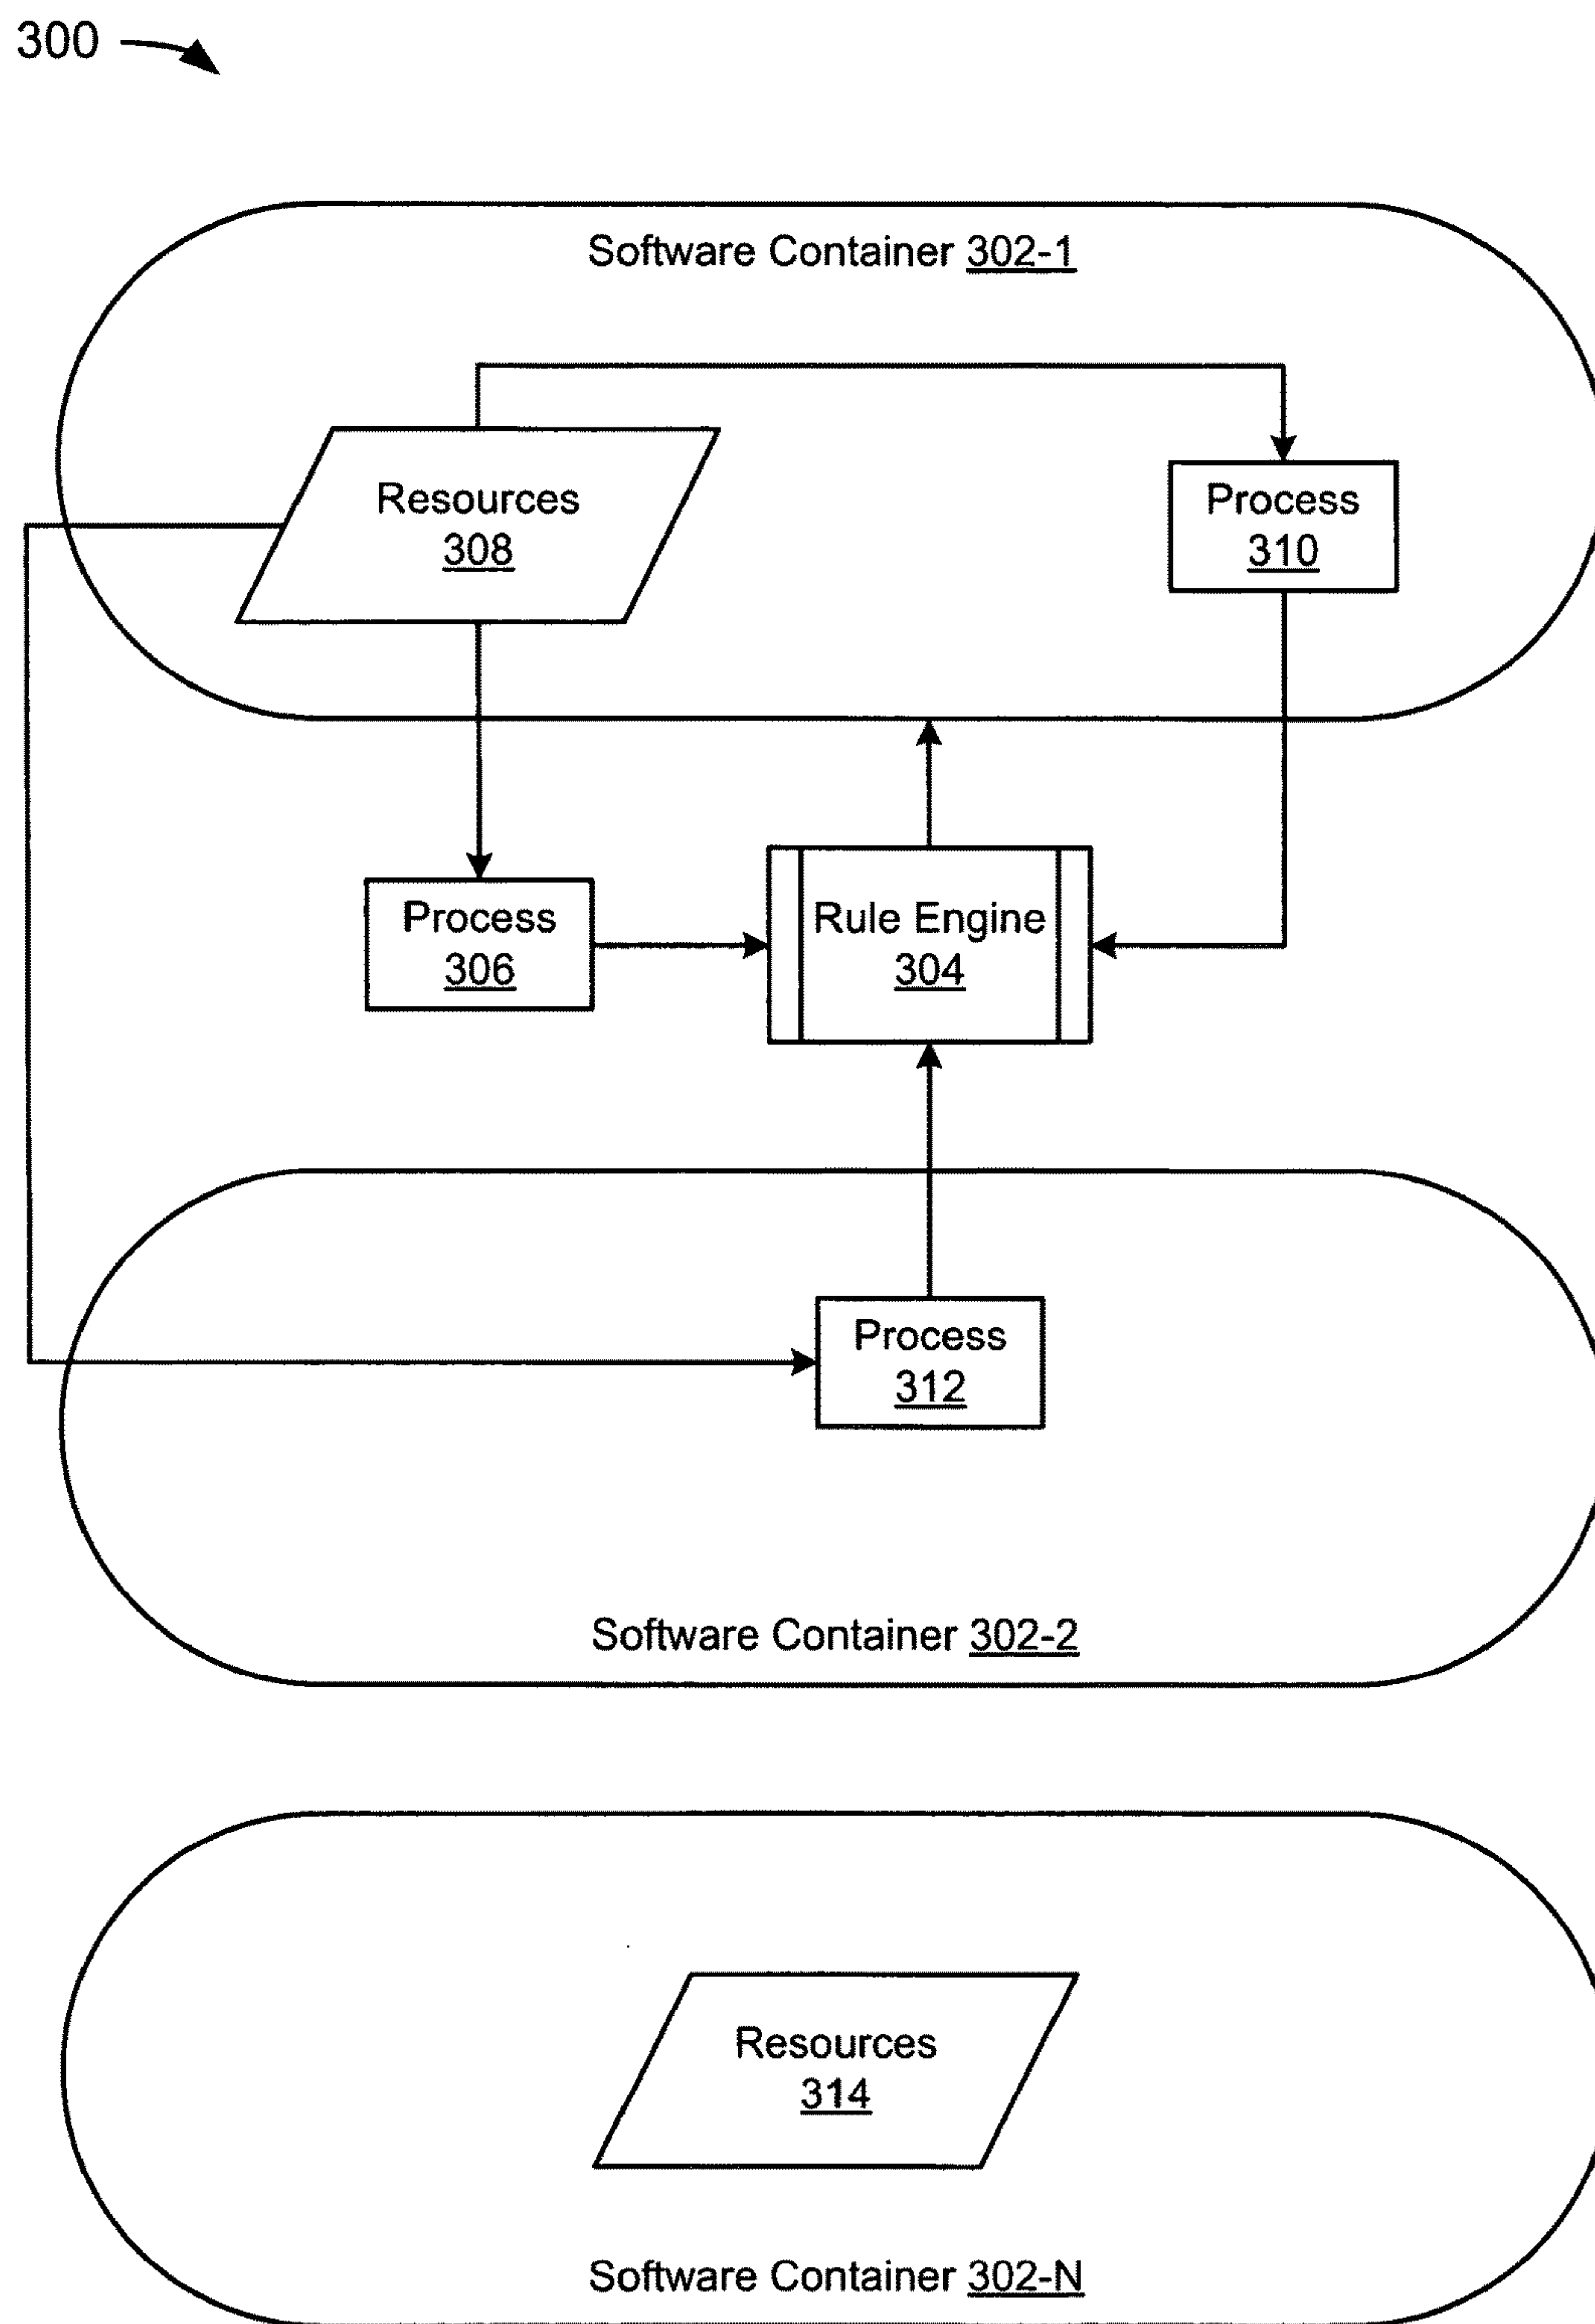 300
Software Container 302-1
Resources
308
Process
310
Process
306
Rule Engine
304
Process
312
Software Container 302-2
Resources
314
Software Container 302-N